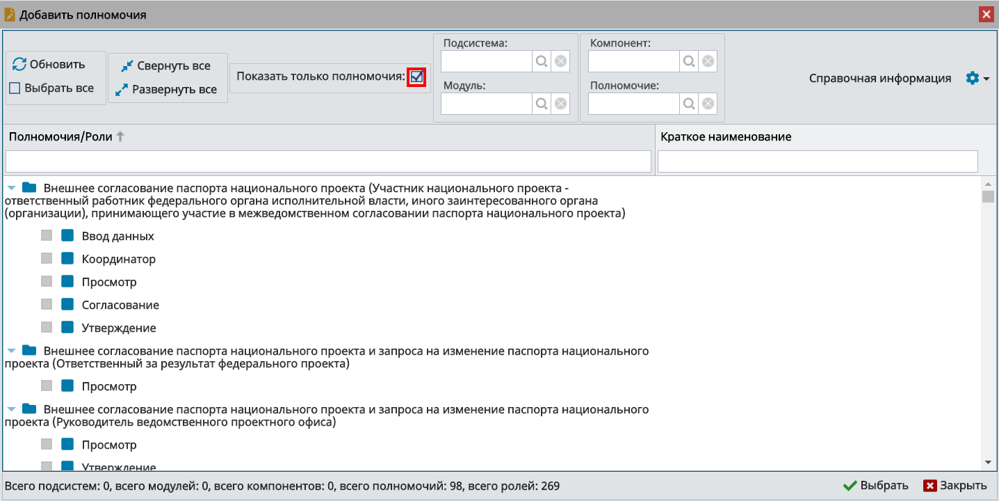 Добавить полномочия
Обновить
Выбрать все
Свернуть все
Развернуть все
Показать только полномочия:
Подсистема:
Модуль:
Компонент:
Полномочие:
Справочная информация
Полномочия/Роли
Краткое наименование
Внешнее согласование паспорта национального проекта (Участник национального проекта -
ответственный работник федерального органа исполнительной власти, иного заинтересованного органа
(организации), принимающего участие в межведомственном согласовании паспорта национального проекта)
Ввод данных
Координатор
Просмотр
Согласование
Утверждение
Внешнее согласование паспорта национального проекта и запроса на изменение паспорта национального
проекта (Ответственный за результат федерального проекта)
Просмотр
Внешнее согласование паспорта национального проекта и запроса на изменение паспорта национального
проекта (Руководитель ведомственного проектного офиса)
Просмотр
Утверждение
Всего подсистем: 0, всего модулей: 0, всего компонентов: 0, всего полномочий: 98, всего ролей: 269
Выбрать
Закрыть